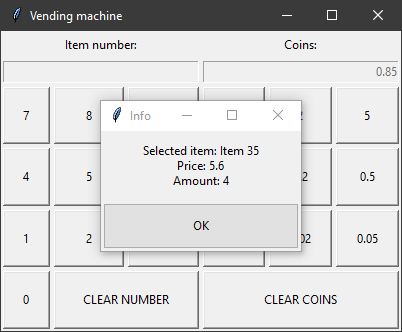 Vending machine
Item number: Coins:
0.85
7 8 2 5
Info
Selected item: Item 35
Price: 5.6
Amount: 4
OK
4 5 0.5
1 2 02 0.05
0 CLEAR NUMBER CLEAR COINS